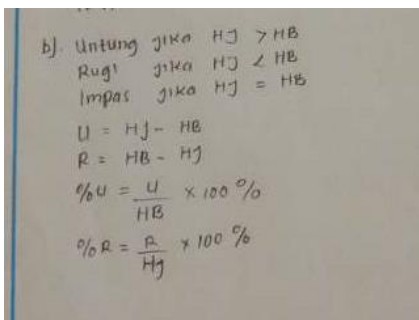 b). Untung jika HJ > HB
Rugi jika HJ < HB
Impas jika HJ = HB
U = HJ - HB
R = HB - HJ
%U = U/HB x 100 %
%R = R/HJ x 100 %